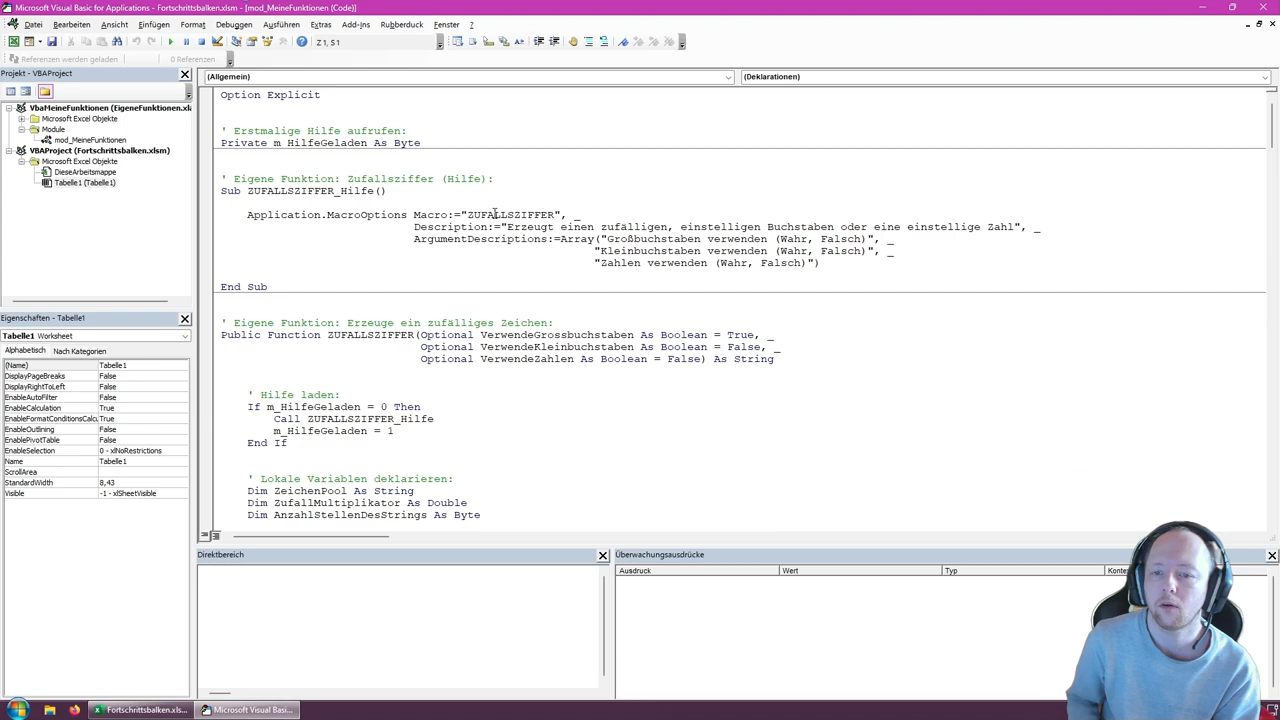 Microsoft Visual Basic for Applications - Fortschrittsbalken.xlsm - [mod_MeineFunktionen (Code)]
Datei Bearbeiten Ansicht Einfügen Format Debuggen Ausführen Extras Add-Ins Rubberduck Fenster ?
Z 1, S 1
Referenzen werden geladen 0 Referenzen
Projekt - VBAProject
(Allgemein) (Deklarationen)
VbaMeineFunktionen (EigeneFunktionen.xla
Microsoft Excel Objekte
Module
mod_MeineFunktionen
VBAProject (Fortschrittsbalken.xlsm)
Microsoft Excel Objekte
DieseArbeitsmappe
Tabelle1 (Tabelle1)
Eigenschaften - Tabelle1
Tabelle1 Worksheet
Alphabetisch Nach Kategorien
(Name) Tabelle1
DisplayPageBreaks False
DisplayRightToLeft False
EnableAutoFilter False
EnableCalculation True
EnableFormatConditionsCalcu True
EnableOutlining False
EnablePivotTable False
EnableSelection 0 - xlNoRestrictions
Name Tabelle1
ScrollArea
StandardWidth 8,43
Visible -1 - xlSheetVisible
Option Explicit
' Erstmalige Hilfe aufrufen:
Private m_HilfeGeladen As Byte
' Eigene Funktion: Zufallsziffer (Hilfe):
Sub ZUFALLSZIFFER_Hilfe()
Application.MacroOptions Macro:="ZUFALLSZIFFER", _
Description:="Erzeugt einen zufälligen, einstelligen Buchstaben oder eine einstellige Zahl", _
ArgumentDescriptions:=Array("Großbuchstaben verwenden (Wahr, Falsch)", _
"Kleinbuchstaben verwenden (Wahr, Falsch)", _
"Zahlen verwenden (Wahr, Falsch)")
End Sub
' Eigene Funktion: Erzeuge ein zufälliges Zeichen:
Public Function ZUFALLSZIFFER(Optional VerwendeGrossbuchstaben As Boolean = True, _
Optional VerwendeKleinbuchstaben As Boolean = False, _
Optional VerwendeZahlen As Boolean = False) As String
' Hilfe laden:
If m_HilfeGeladen = 0 Then
Call ZUFALLSZIFFER_Hilfe
m_HilfeGeladen = 1
End If
' Lokale Variablen deklarieren:
Dim ZeichenPool As String
Dim ZufallMultiplikator As Double
Dim AnzahlStellenDesStrings As Byte
Direktbereich
Überwachungsausdrücke
Ausdruck Wert Typ Konte
Fortschrittsbalken.xls... Microsoft Visual Basi...